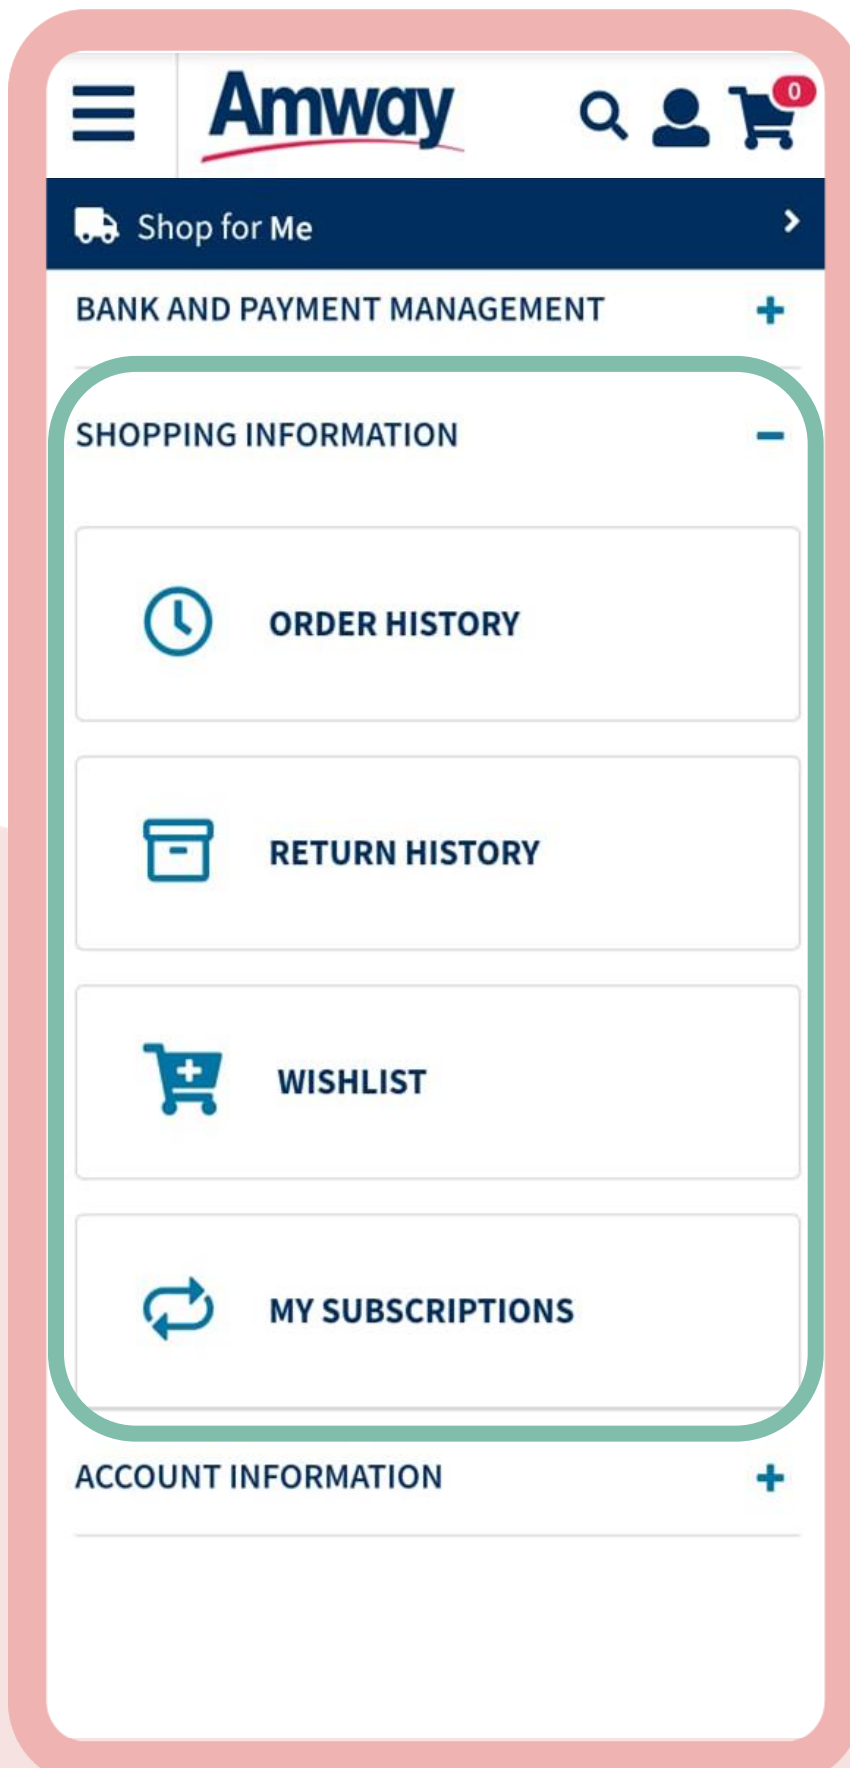 Amway
0
Shop for Me
BANK AND PAYMENT MANAGEMENT
SHOPPING INFORMATION
ORDER HISTORY
RETURN HISTORY
WISHLIST
MY SUBSCRIPTIONS
ACCOUNT INFORMATION